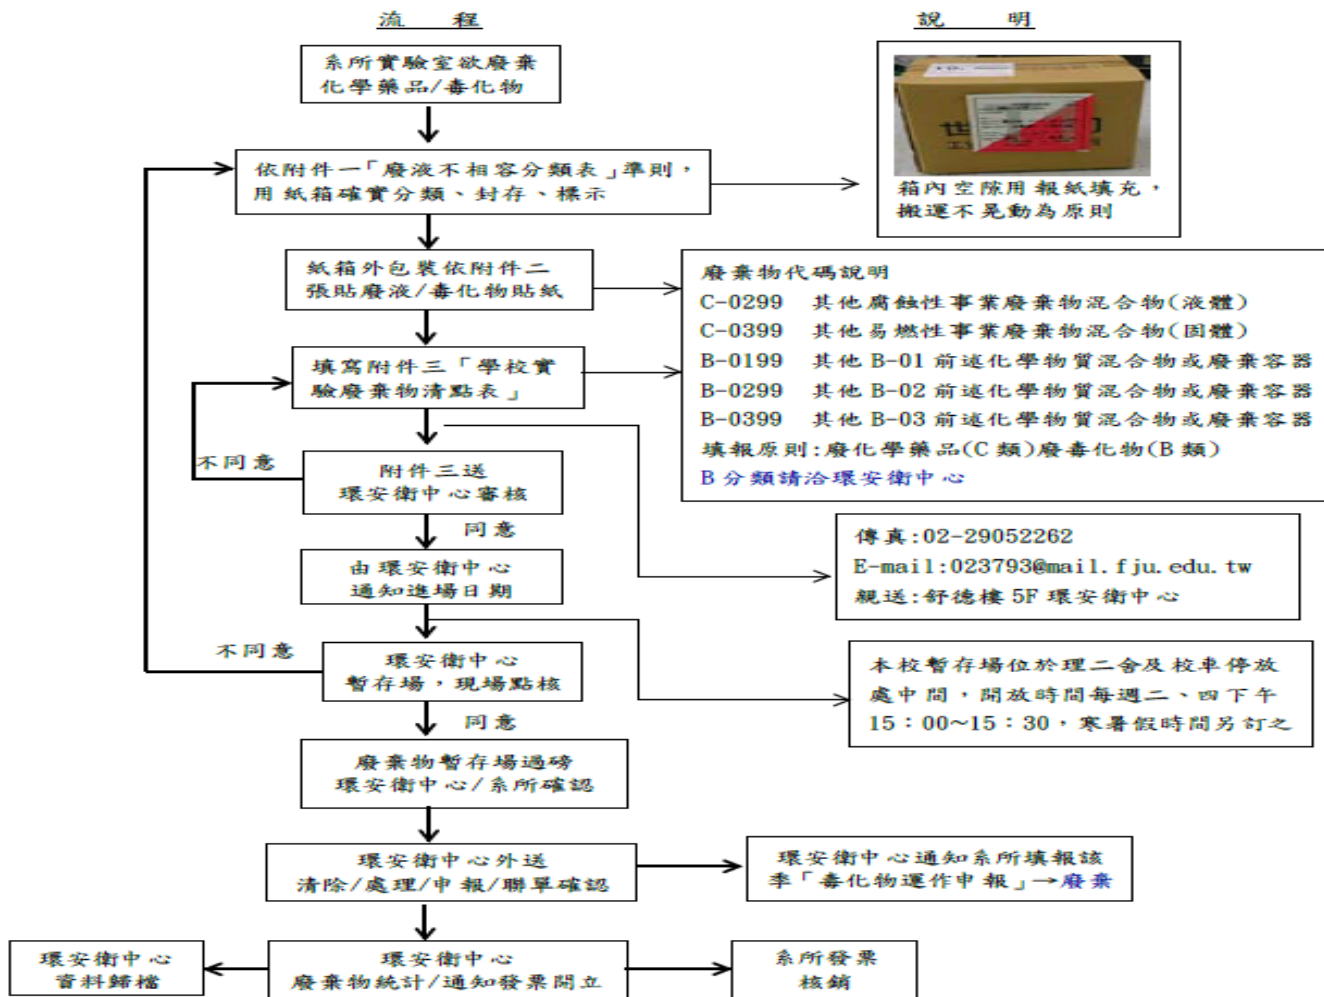 流 程
說 明
系所實驗室欲廢棄
化學藥品/毒化物
依附件一「廢液不相容分類表」準則，
用紙箱確實分類、封存、標示
箱內空隙用報紙填充，
搬運不晃動為原則
紙箱外包裝依附件二
張貼廢液/毒化物貼紙
廢棄物代碼說明
C-0299 其他腐蝕性事業廢棄物混合物(液體)
C-0399 其他易燃性事業廢棄物混合物(固體)
B-0199 其他B-01前述化學物質混合物或廢棄容器
B-0299 其他B-02前述化學物質混合物或廢棄容器
B-0399 其他B-03前述化學物質混合物或廢棄容器
填報原則:廢化學藥品(C類)廢毒化物(B類)
B分類請洽環安衛中心
填寫附件三「學校實
驗廢棄物清點表」
不同意
附件三送
環安衛中心審核
同意
傳真:02-29052262
E-mail:023793@mail.fju.edu.tw
親送:舒德樓5F環安衛中心
由環安衛中心
通知進場日期
不同意
環安衛中心
暫存場，現場點核
同意
本校暫存場位於理二舍及校車停放
處中間，開放時間每週二、四下午
15：00~15：30，寒暑假時間另訂之
廢棄物暫存場過磅
環安衛中心/系所確認
環安衛中心外送
清除/處理/申報/聯單確認
環安衛中心通知系所填報該
季「毒化物運作申報」→廢棄
環安衛中心
資料歸檔
環安衛中心
廢棄物統計/通知發票開立
系所發票
核銷